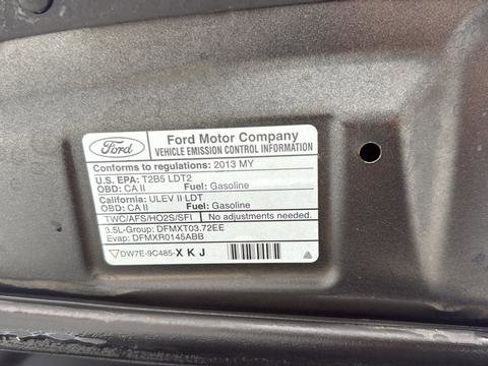 Ford
Ford Motor Company
VEHICLE EMISSION CONTROL INFORMATION
Conforms to regulations: 2013 MY
U.S. EPA: T2B5 LDT2
OBD: CA II Fuel: Gasoline
California: ULEV II LDT
OBD: CA II Fuel: Gasoline
TWC/AFS/HO2S/SFI No adjustments needed.
3.5L-Group: DFMXT03.72EE
Evap: DFMXR0145ABB
DW7E-9C485-X K J